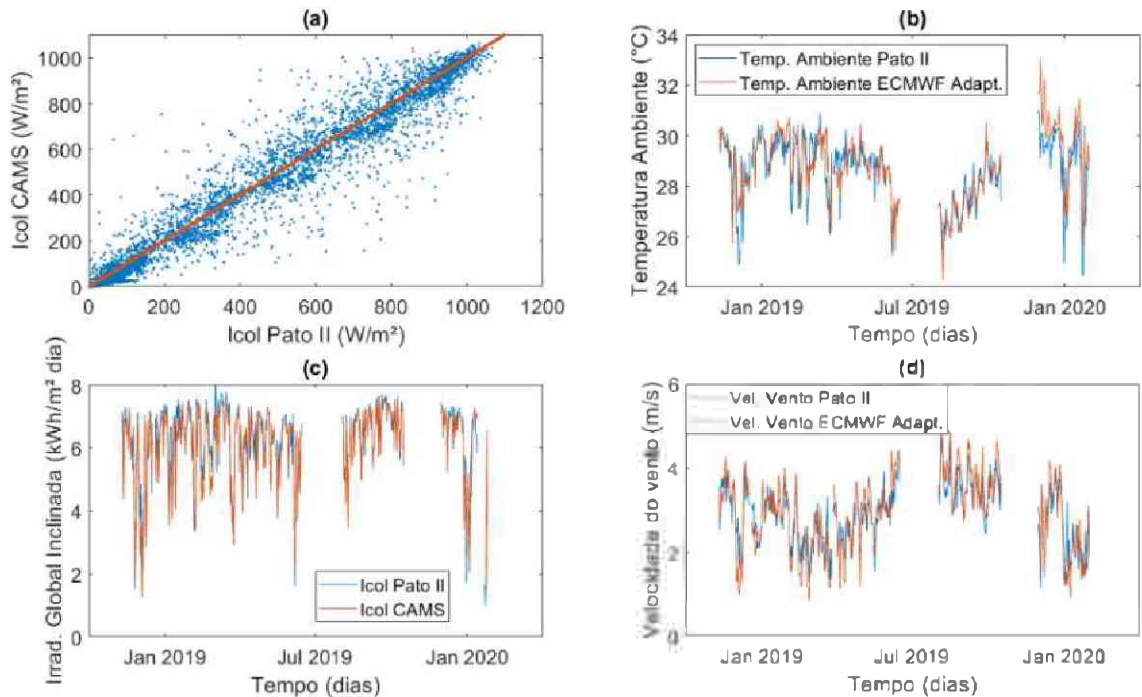 (a)
Icol CAMS (W/m²)
1000
800
600
400
200
0
0 200 400 600 800 1000 1200
Icol Pato II (W/m²)
(b)
Temperatura Ambiente (°C)
34
32
30
28
26
24
Temp. Ambiente Pato II
Temp. Ambiente ECMWF Adapt.
Jan 2019 Jul 2019 Jan 2020
Tempo (dias)
(c)
Irrad. Global Inclinada (kWh/m² dia)
8
6
4
2
0
Icol Pato II
Icol CAMS
Jan 2019 Jul 2019 Jan 2020
Tempo (dias)
(d)
Velocidade do vento (m/s)
6
4
2
0
Vel. Vento Pato II
Vel. Vento ECMWF Adapt.
Jan 2019 Jul 2019 Jan 2020
Tempo (dias)